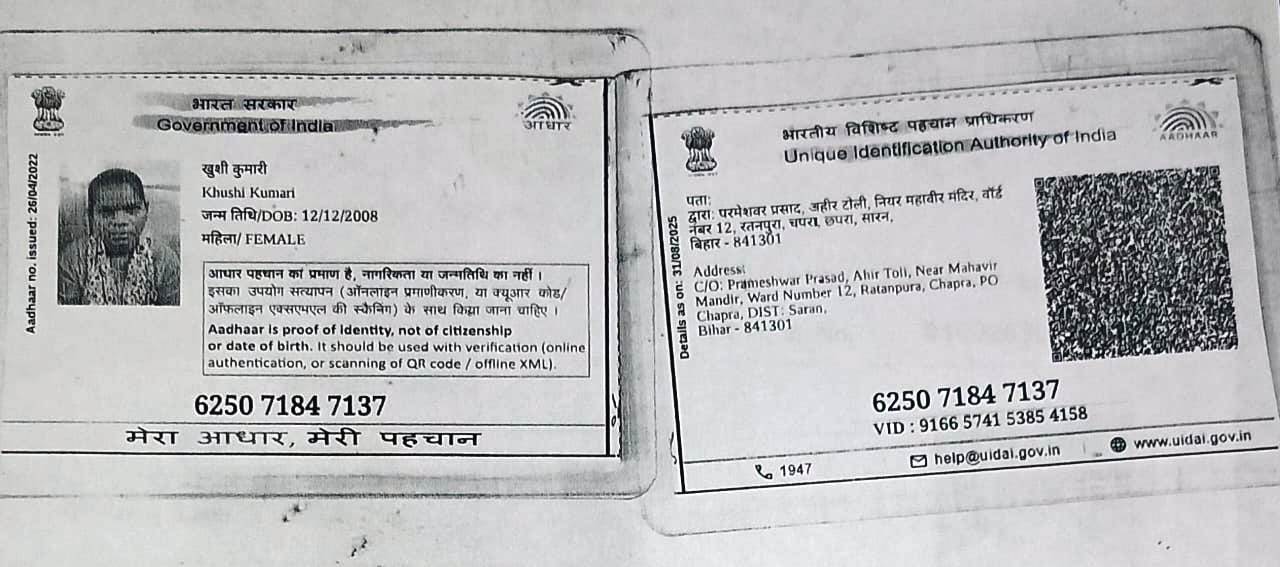 भारत सरकार
Government of India
आधार
Aadhaar no. issued: 26/04/2022
खुशी कुमारी
Khushi Kumari
जन्म तिथि/DOB: 12/12/2008
महिला/ FEMALE
आधार पहचान का प्रमाण है, नागरिकता या जन्मतिथि का नहीं ।
इसका उपयोग सत्यापन (ऑनलाइन प्रमाणीकरण, या क्यूआर कोड/
ऑफलाइन एक्सएमएल की स्कैनिंग) के साथ किया जाना चाहिए ।
Aadhaar is proof of identity, not of citizenship
or date of birth. It should be used with verification (online
authentication, or scanning of QR code / offline XML).
6250 7184 7137
मेरा आधार, मेरी पहचान
भारतीय विशिष्ट पहचान प्राधिकरण
Unique Identification Authority of India
AADHAAR
Details as on: 31/08/2025
पता:
द्वारा: परमेशवर प्रसाद, अहीर टोली, नियर महावीर मंदिर, वॉर्ड
नंबर 12, रतनपुरा, चपरा, छपरा, सारन,
बिहार - 841301
Address:
C/O: Prameshwar Prasad, Ahir Toli, Near Mahavir
Mandir, Ward Number 12, Ratanpura, Chapra, PO
Chapra, DIST: Saran,
Bihar - 841301
6250 7184 7137
VID : 9166 5741 5385 4158
1947
help@uidai.gov.in
www.uidai.gov.in